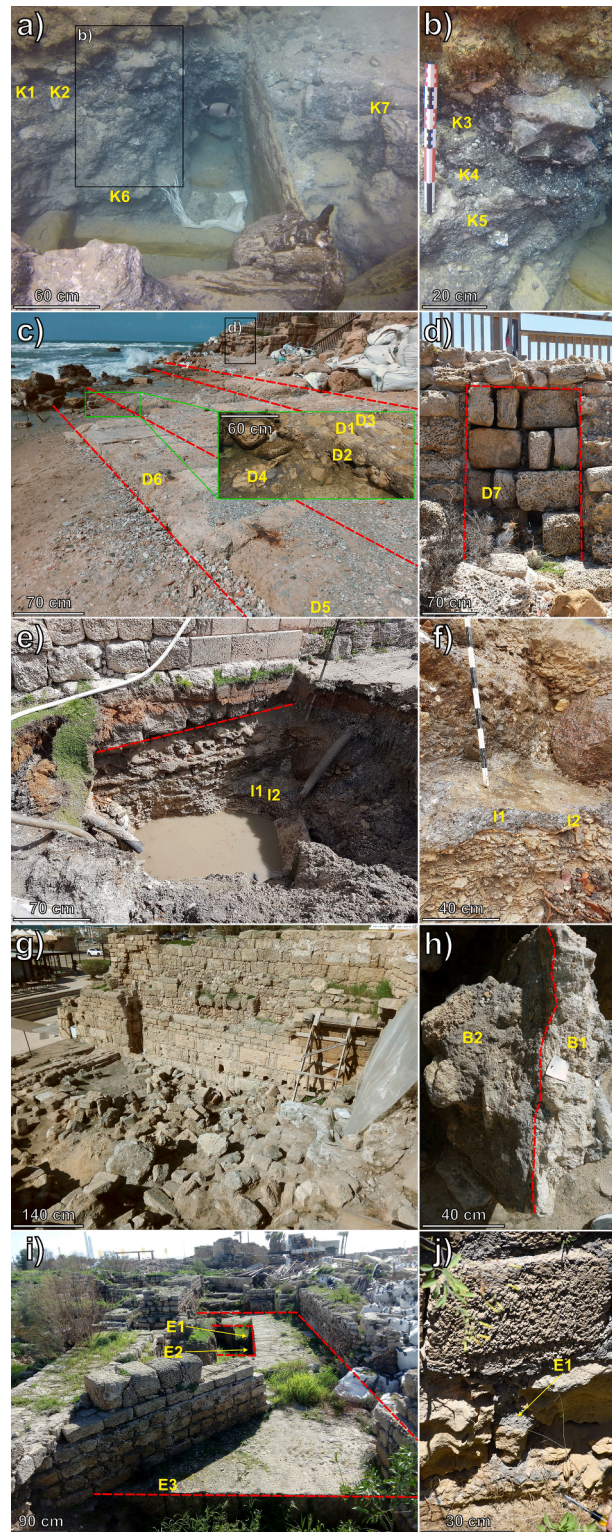 a)
b)
K1 K2
K7
K6
60 cm
b)
K3
K4
K5
20 cm
c)
d)
60 cm
D3
D1
D2
D4
D6
D5
70 cm
d)
D7
70 cm
e)
I1 I2
70 cm
f)
I1
I2
40 cm
g)
140 cm
h)
B2
B1
40 cm
i)
E1
E2
E3
90 cm
j)
E1
30 cm